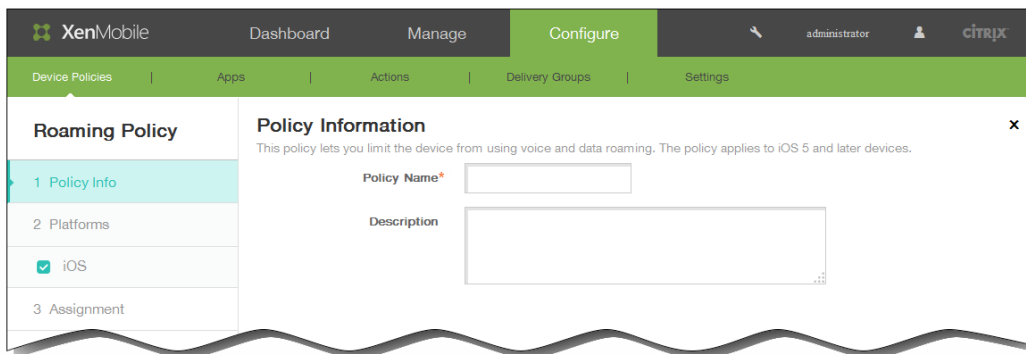 XenMobile Dashboard Manage Configure administrator CİTRIX
Device Policies | Apps | Actions | Delivery Groups | Settings
Roaming Policy
1 Policy Info
2 Platforms
iOS
3 Assignment
Policy Information
This policy lets you limit the device from using voice and data roaming. The policy applies to iOS 5 and later devices.
Policy Name*
Description